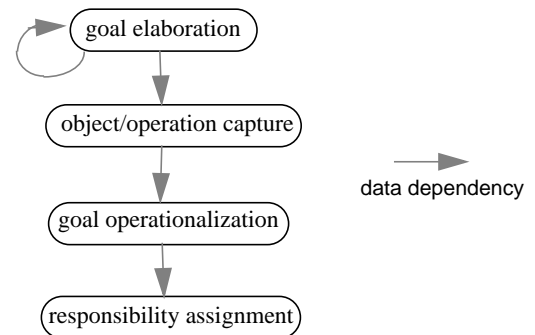 goal elaboration
object/operation capture
goal operationalization
responsibility assignment
data dependency